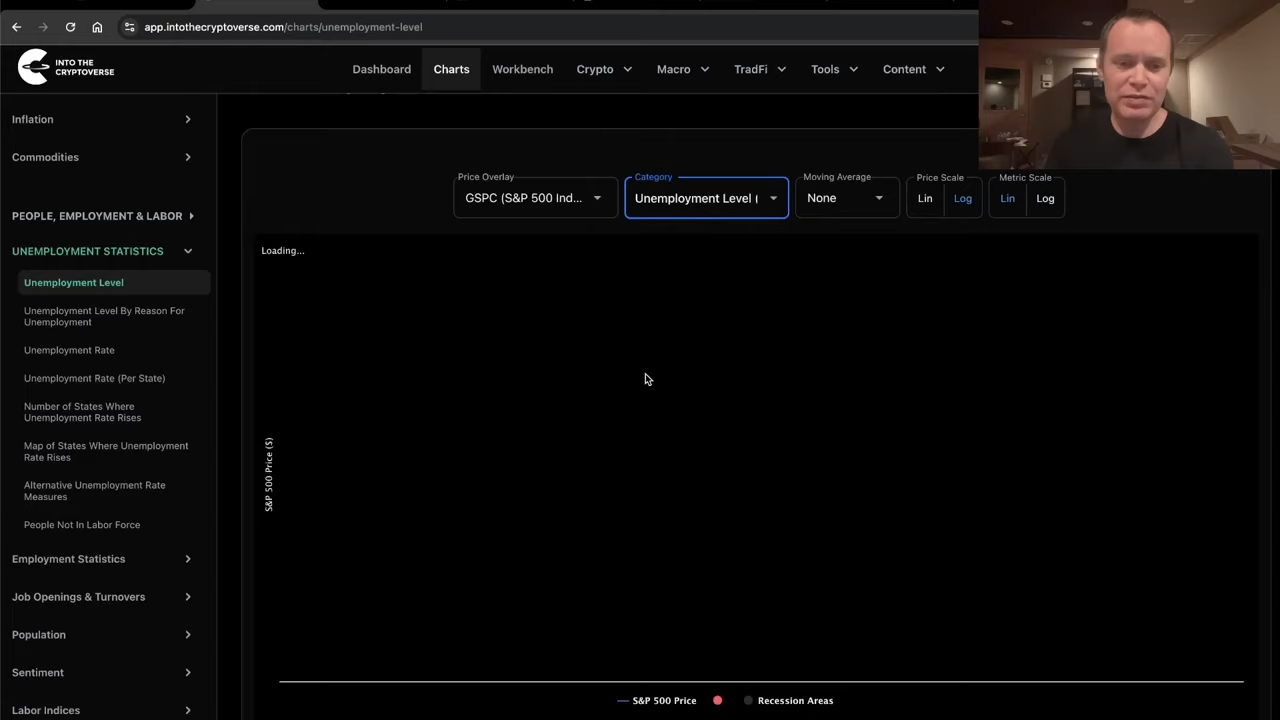 app.intothecryptoverse.com/charts/unemployment-level
INTO THE
CRYPTOVERSE
Dashboard
Charts
Workbench
Crypto
Macro
TradFi
Tools
Content
Inflation
Commodities
PEOPLE, EMPLOYMENT & LABOR
UNEMPLOYMENT STATISTICS
Unemployment Level
Unemployment Level By Reason For
Unemployment
Unemployment Rate
Unemployment Rate (Per State)
Number of States Where
Unemployment Rate Rises
Map of States Where Unemployment
Rate Rises
Alternative Unemployment Rate
Measures
People Not In Labor Force
Employment Statistics
Job Openings & Turnovers
Population
Sentiment
Labor Indices
Price Overlay
GSPC (S&P 500 Ind...
Category
Unemployment Level (
Moving Average
None
Price Scale
Lin
Log
Metric Scale
Lin
Log
Loading...
S&P 500 Price ($)
S&P 500 Price
Recession Areas